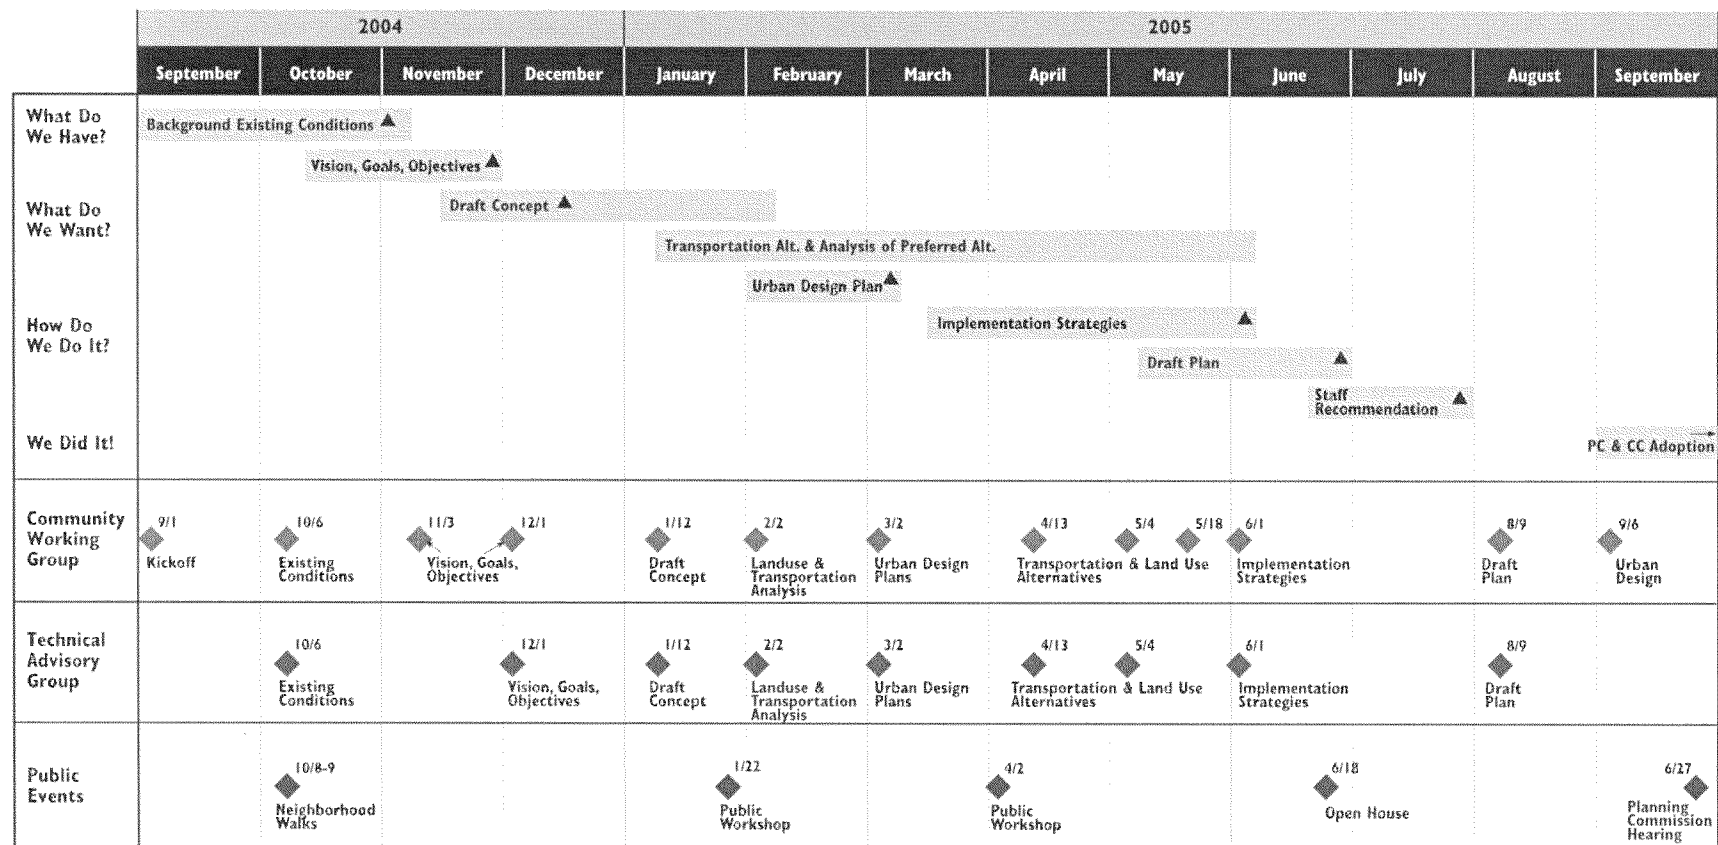 2004
2005
September
October
November
December
January
February
March
April
May
June
July
August
September
What Do
We Have?
Background Existing Conditions
Vision, Goals, Objectives
What Do
We Want?
Draft Concept
Transportation Alt. & Analysis of Preferred Alt.
Urban Design Plan
How Do
We Do It?
Implementation Strategies
Draft Plan
Staff
Recommendation
We Did It!
PC & CC Adoption
Community
Working
Group
9/1
Kickoff
10/6
Existing
Conditions
11/3
12/1
Vision, Goals,
Objectives
1/12
Draft
Concept
2/2
Landuse &
Transportation
Analysis
3/2
Urban Design
Plans
4/13
5/4
5/18
Transportation & Land Use
Alternatives
6/1
Implementation
Strategies
8/9
Draft
Plan
9/6
Urban
Design
Technical
Advisory
Group
10/6
Existing
Conditions
12/1
Vision, Goals,
Objectives
1/12
Draft
Concept
2/2
Landuse &
Transportation
Analysis
3/2
Urban Design
Plans
4/13
5/4
Transportation & Land Use
Alternatives
6/1
Implementation
Strategies
8/9
Draft
Plan
Public
Events
10/8-9
Neighborhood
Walks
1/22
Public
Workshop
4/2
Public
Workshop
6/18
Open House
6/27
Planning
Commission
Hearing